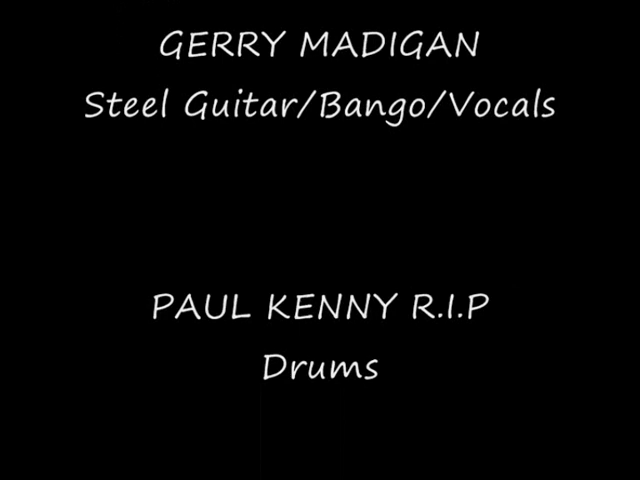 GERRY MADIGAN
Steel Guitar/Bango/Vocals
PAUL KENNY R.I.P
Drums